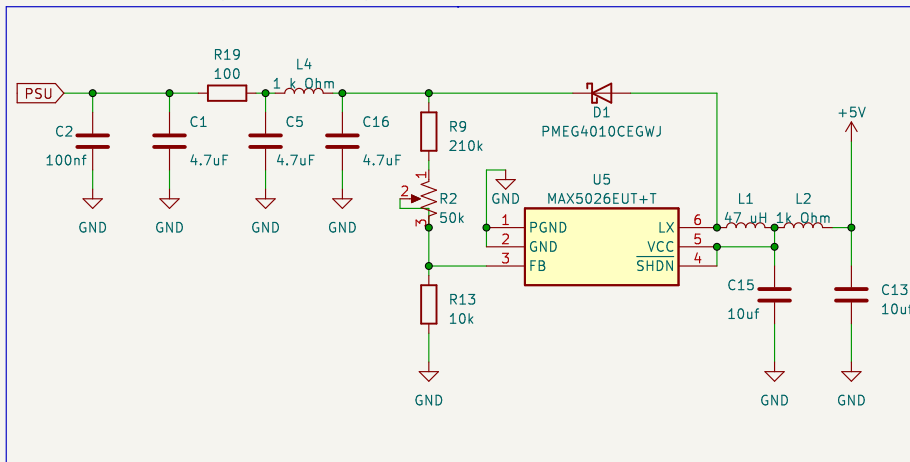 PSU
C2
100nf
GND
C1
4.7uF
GND
R19
100
C5
4.7uF
GND
L4
1 k Ohm
C16
4.7uF
GND
R9
210k
1
2
3
R2
50k
R13
10k
GND
D1
PMEG4010CEGWJ
GND
U5
MAX5026EUT+T
1
PGND
LX
6
2
GND
VCC
5
3
FB
SHDN
4
L1
47 uH
L2
1k Ohm
+5V
C15
10uf
GND
C13
10uf
GND